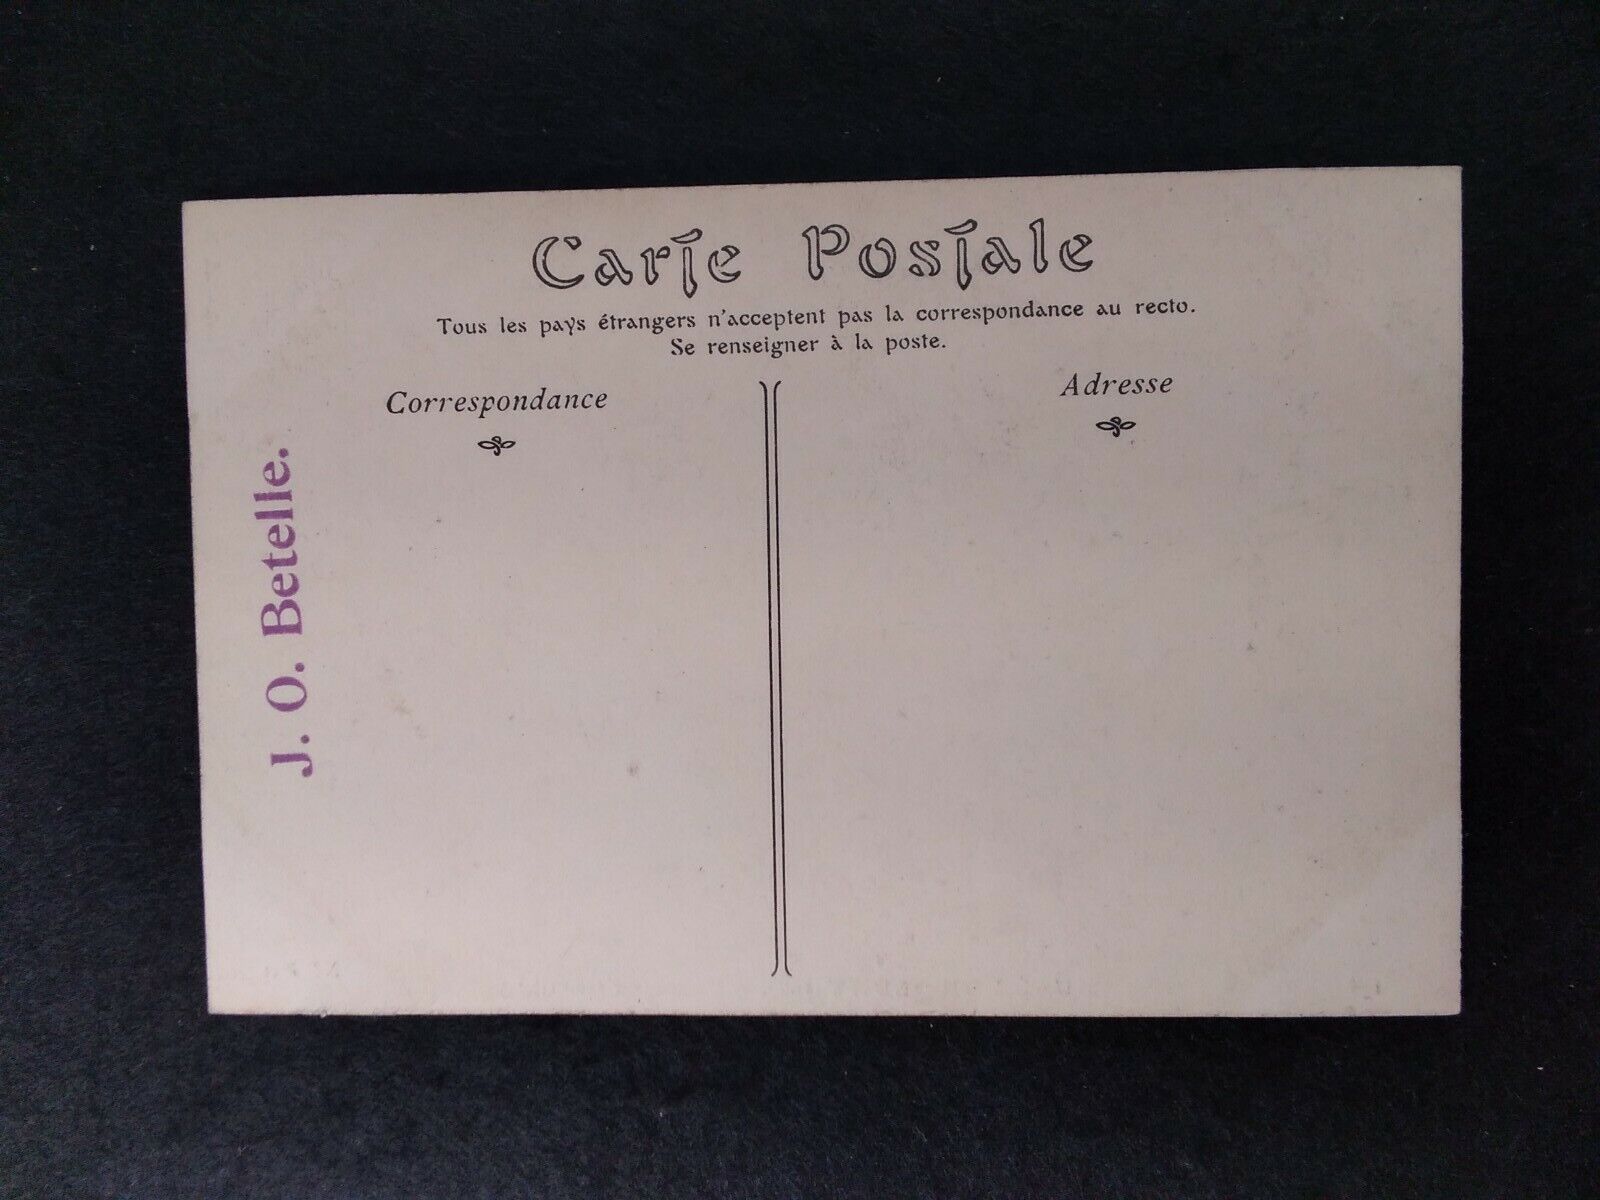 Carte Postale
Tous les pays étrangers n'acceptent pas la correspondance au recto.
Se renseigner à la poste.
Correspondance
Adresse
J. O. Betelle.